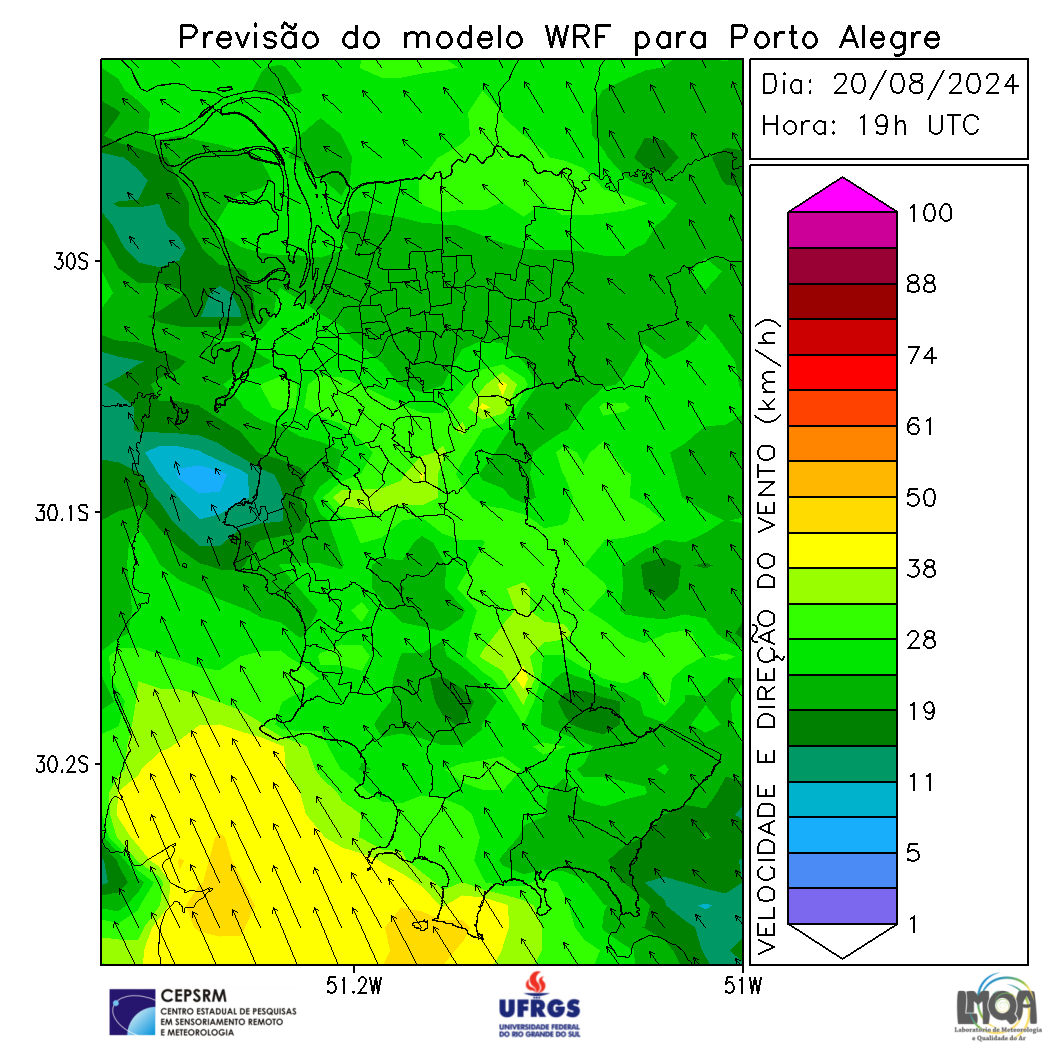 Previsão do modelo WRF para Porto Alegre
Dia: 20/08/2024
Hora: 19h UTC
30S
30.1S
30.2S
51.2W
51W
VELOCIDADE E DIREÇÃO DO VENTO (km/h)
100
88
74
61
50
38
28
19
11
5
1
CEPSRM
CENTRO ESTADUAL DE PESQUISAS
EM SENSORIAMENTO REMOTO
E METEOROLOGIA
UFRGS
UNIVERSIDADE FEDERAL
DO RIO GRANDE DO SUL
LMQA
Laboratório de Meteorologia
e Qualidade do Ar